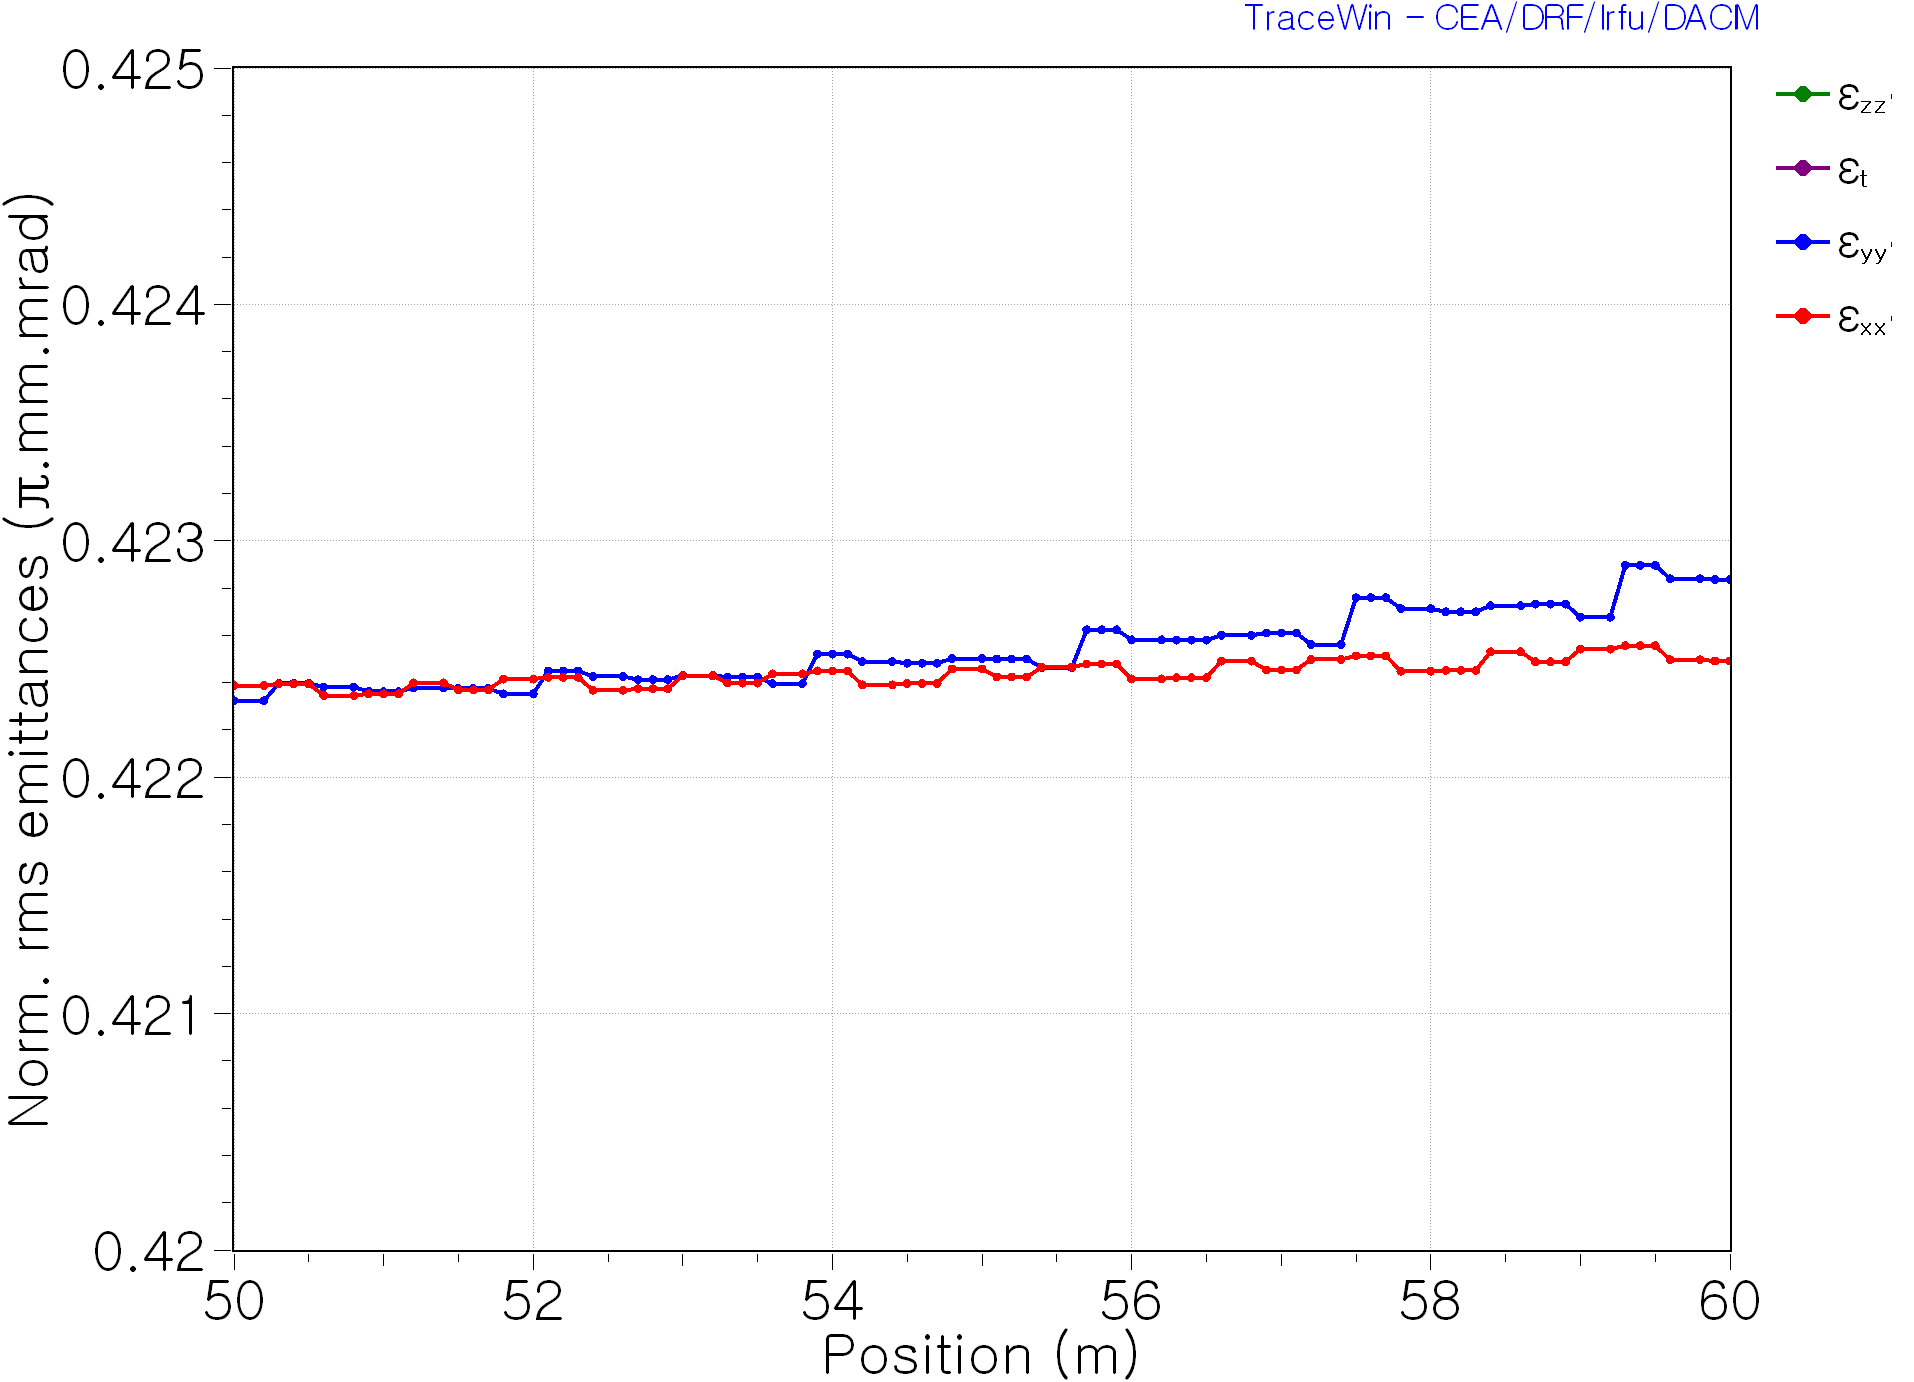 TraceWin - CEA/DRF/Irfu/DACM
0.425
0.424
0.423
0.422
0.421
0.42
Norm. rms emittances (π.mm.mrad)
50 52 54 56 58 60
Position (m)
εzz'
εt
εyy'
εxx'